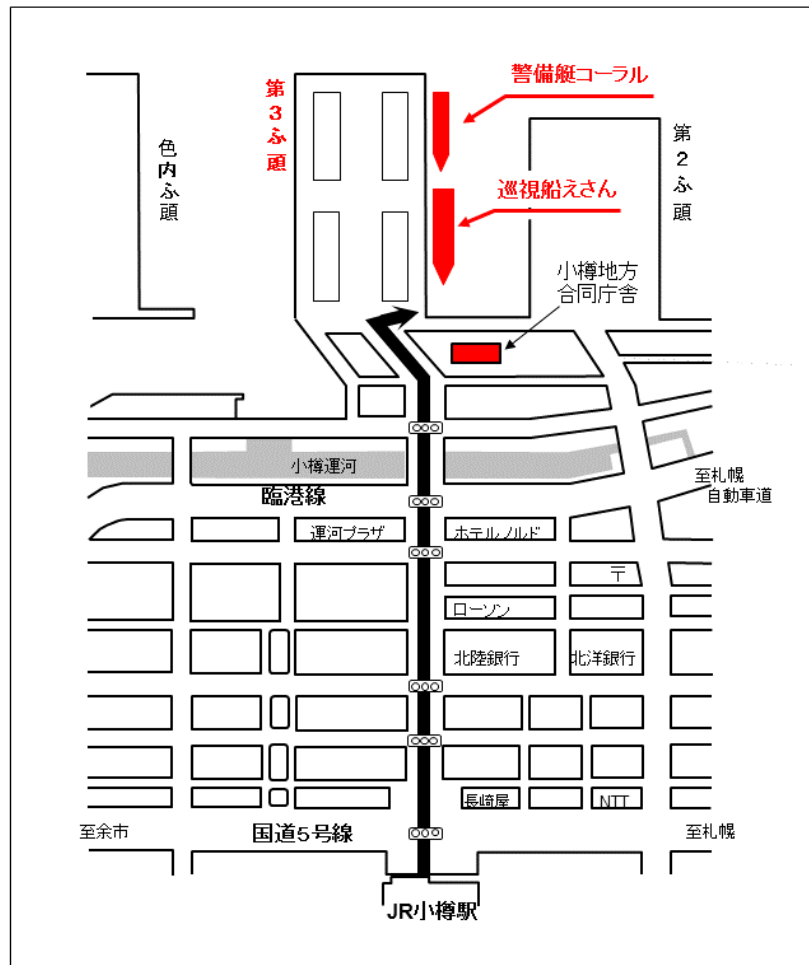 警備艇コーラル
第3ふ頭
色内ふ頭
第2ふ頭
巡視船えさん
小樽地方
合同庁舎
小樽運河
至札幌
自動車道
臨港線
運河プラザ
ホテルノルド
〒
ローソン
北陸銀行
北洋銀行
長崎屋
NTT
至余市
国道5号線
至札幌
JR小樽駅